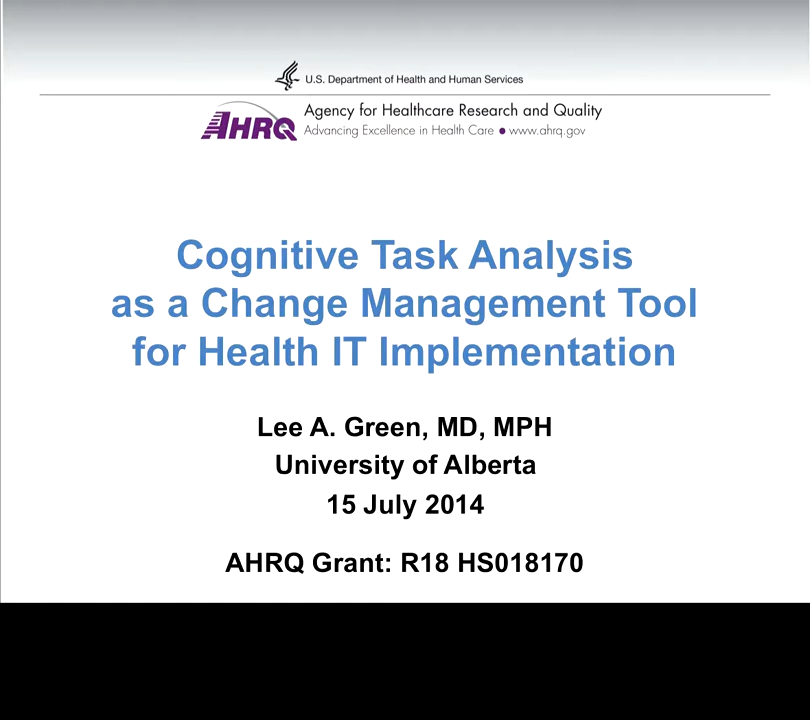 U.S. Department of Health and Human Services
AHRQ
Agency for Healthcare Research and Quality
Advancing Excellence in Health Care ● www.ahrq.gov
Cognitive Task Analysis
as a Change Management Tool
for Health IT Implementation
Lee A. Green, MD, MPH
University of Alberta
15 July 2014
AHRQ Grant: R18 HS018170